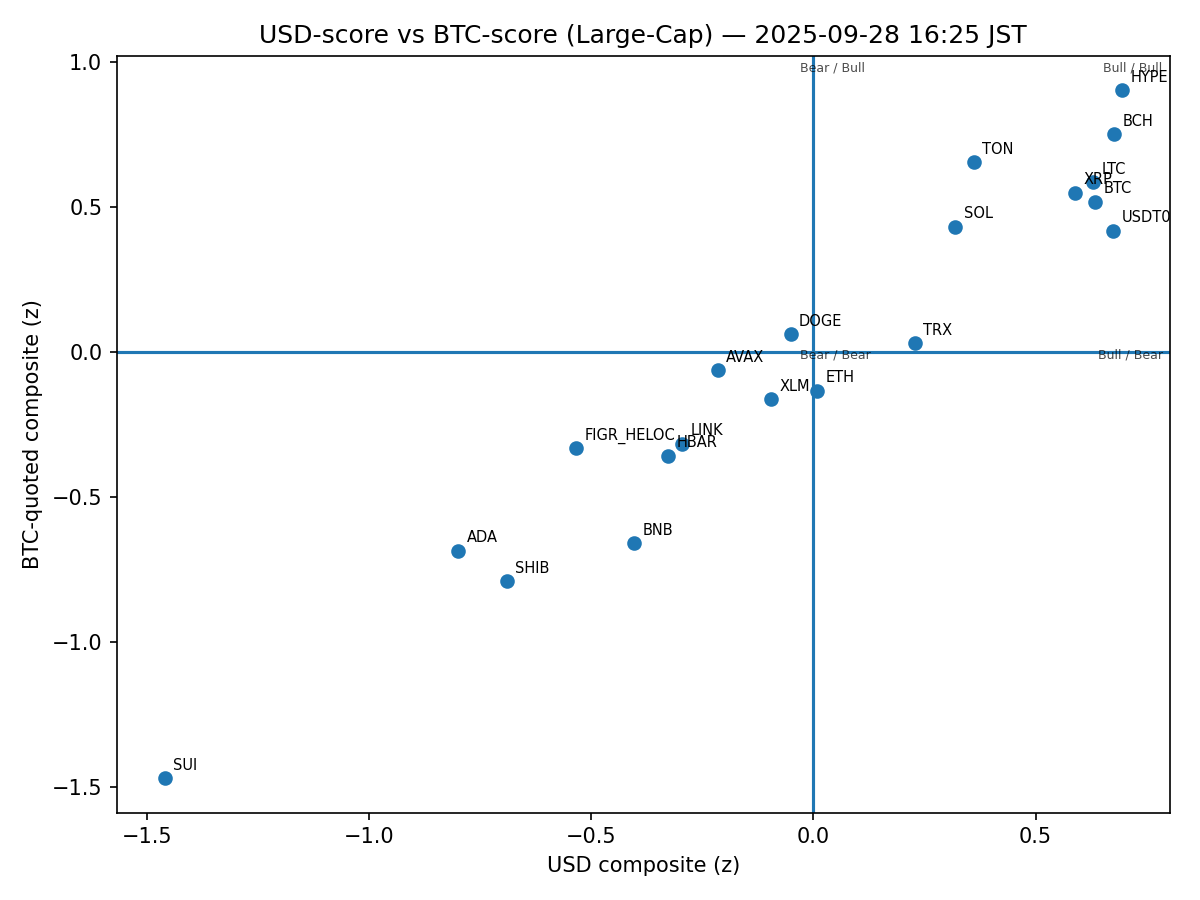 USD-score vs BTC-score (Large-Cap) — 2025-09-28 16:25 JST
BTC-quoted composite (z)
1.0
0.5
0.0
−0.5
−1.0
−1.5
Bear / Bull
Bull / Bull
HYPE
BCH
TON
LTC
XRP
BTC
SOL
USDT0
DOGE
TRX
AVAX
Bear / Bear
Bull / Bear
ETH
XLM
LINK
FIGR_HELOC
HBAR
BNB
ADA
SHIB
SUI
−1.5
−1.0
−0.5
0.0
0.5
USD composite (z)